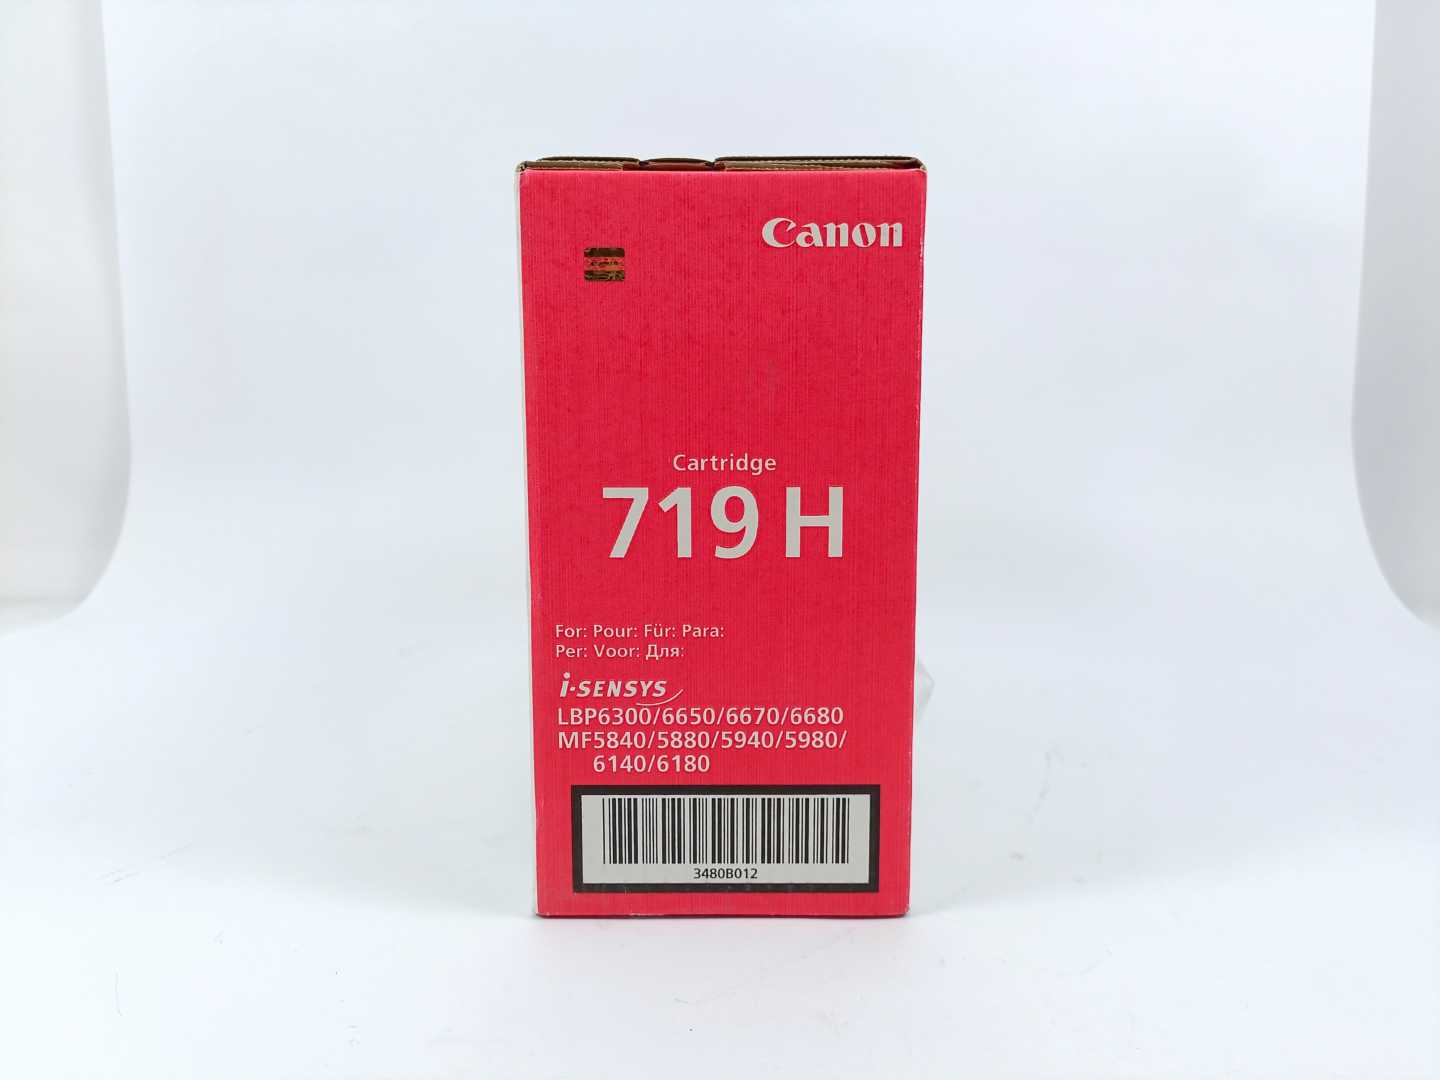 Canon
Cartridge
719 H
For: Pour: Für: Para:
Per: Voor: Для:
i-SENSYS
LBP6300/6650/6670/6680
MF5840/5880/5940/5980/
6140/6180
3480B012